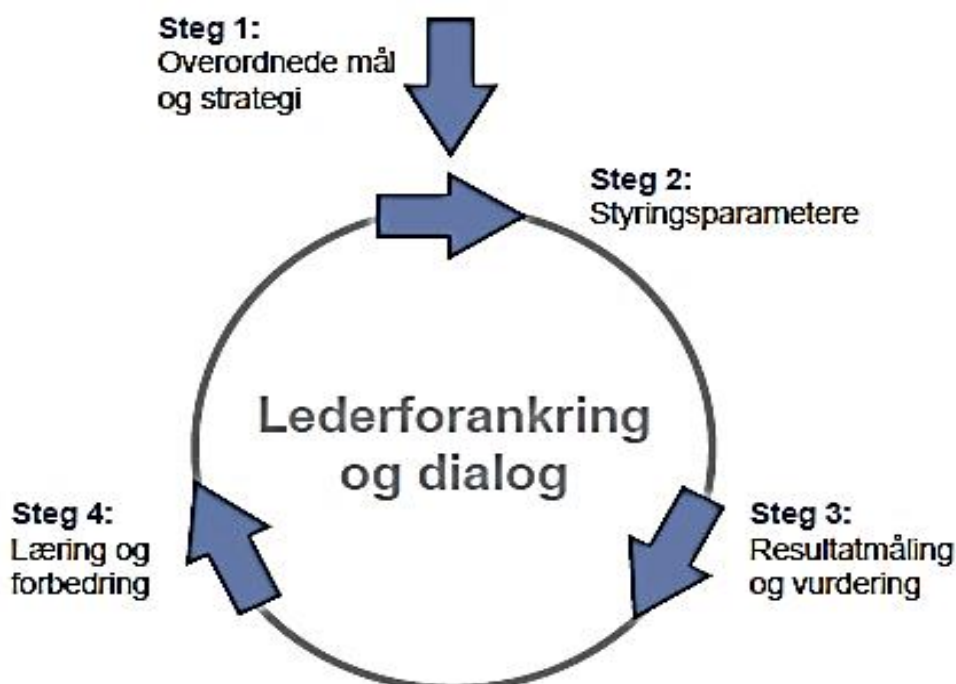 Steg 1:
Overordnede mål
og strategi
Steg 2:
Styringsparametere
Lederforankring
og dialog
Steg 3:
Resultatmåling
og vurdering
Steg 4:
Læring og
forbedring